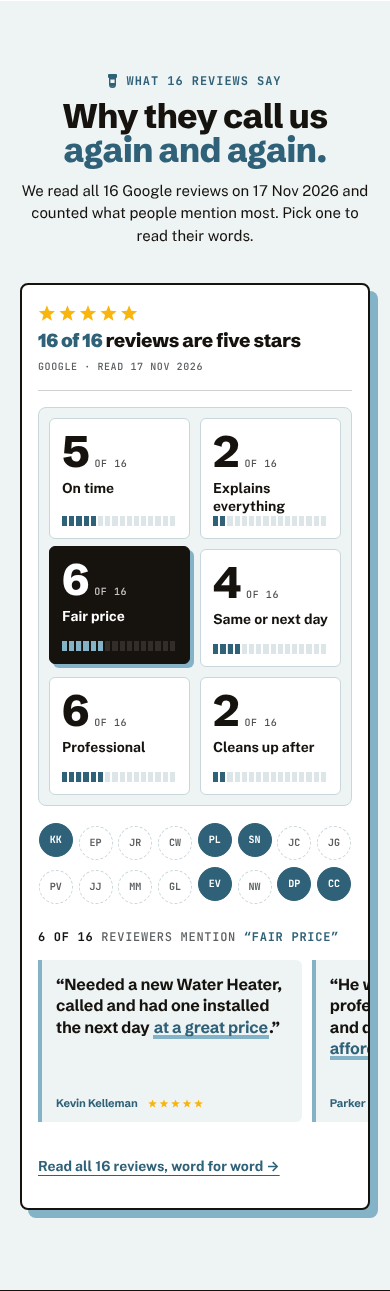 WHAT 16 REVIEWS SAY
Why they call us
again and again.
We read all 16 Google reviews on 17 Nov 2026 and
counted what people mention most. Pick one to
read their words.
16 of 16 reviews are five stars
GOOGLE · READ 17 NOV 2026
5 OF 16
On time
2 OF 16
Explains
everything
6 OF 16
Fair price
4 OF 16
Same or next day
6 OF 16
Professional
2 OF 16
Cleans up after
KK EP JR CW PL SN JC JG
PV JJ MM GL EV NW DP CC
6 OF 16 REVIEWERS MENTION “FAIR PRICE”
“Needed a new Water Heater,
called and had one installed
the next day at a great price.”
Kevin Kelleman
“He
and
Parker
Read all 16 reviews, word for word →